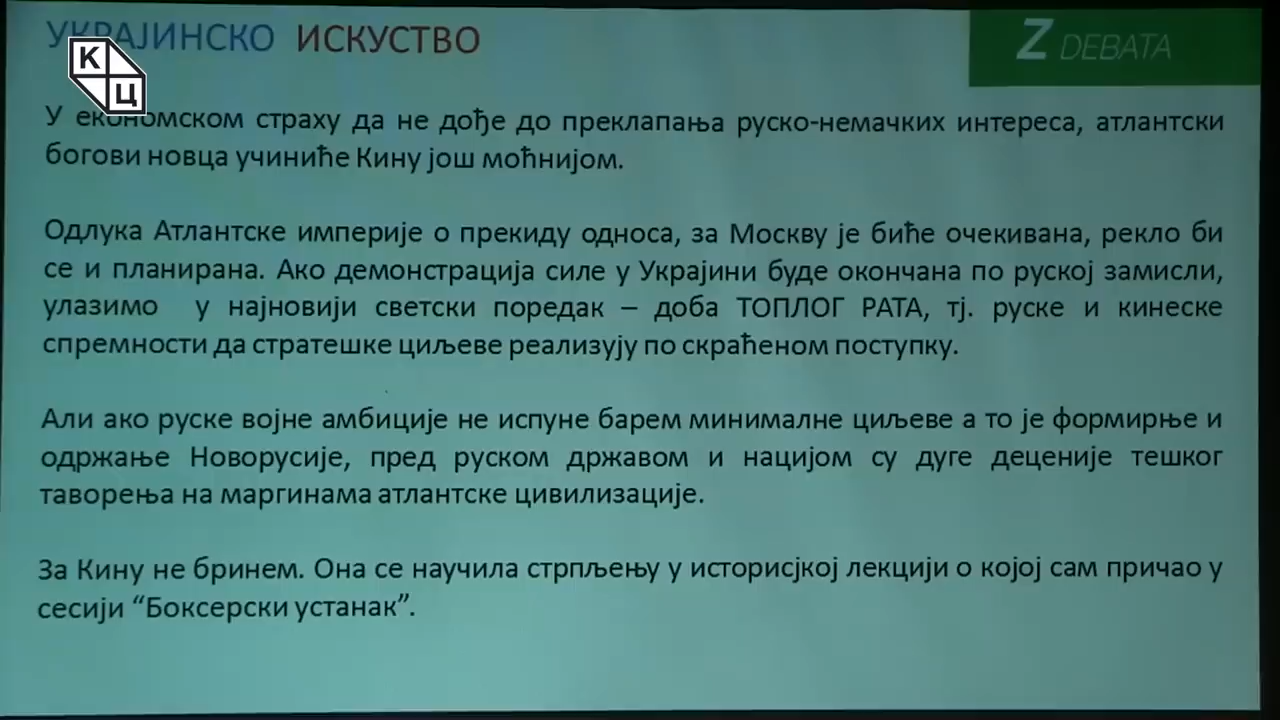 УКРАЈИНСКО ИСКУСТВО
Z DEBATA
К
Ц
У економском страху да не дође до преклапања руско-немачких интереса, атлантски
богови новца учиниће Кину још моћнијом.
Одлука Атлантске империје о прекиду односа, за Москву је биће очекивана, рекло би
се и планирана. Ако демонстрација силе у Украјини буде окончана по руској замисли,
улазимо у најновији светски поредак – доба ТОПЛОГ РАТА, тј. руске и кинеске
спремности да стратешке циљеве реализују по скраћеном поступку.
Али ако руске војне амбиције не испуне барем минималне циљеве а то је формирње и
одржање Новорусије, пред руском државом и нацијом су дуге деценије тешког
таворења на маргинама атлантске цивилизације.
За Кину не бринем. Она се научила стрпљењу у историсјкој лекцији о којој сам причао у
сесији “Боксерски устанак”.